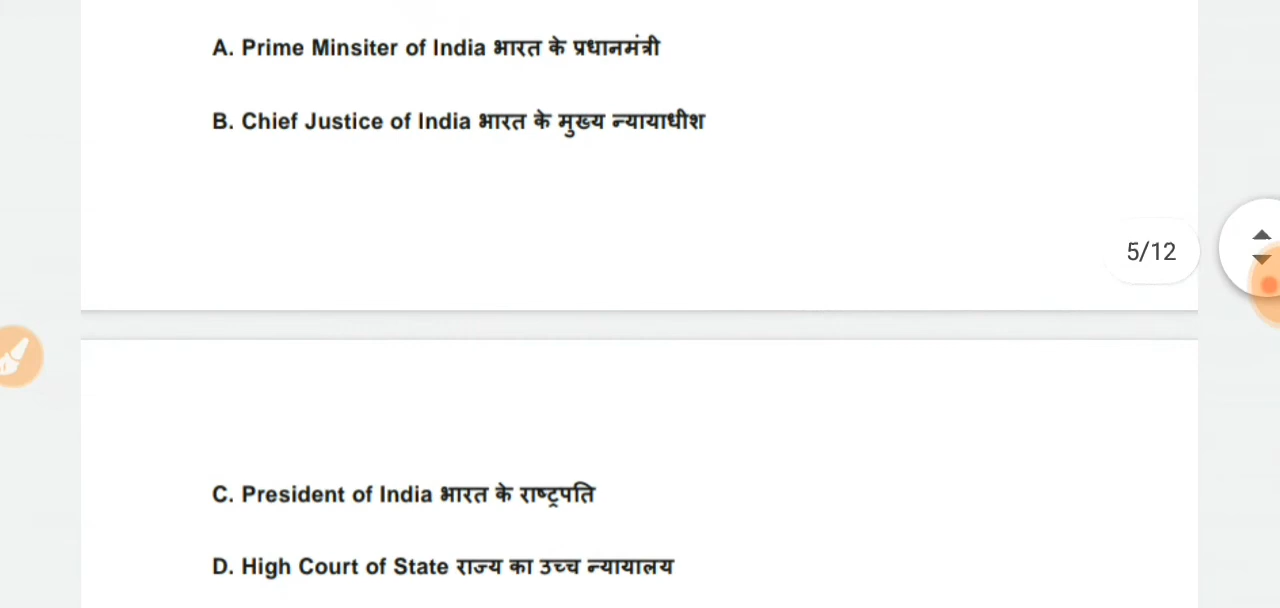 A. Prime Minsiter of India भारत के प्रधानमंत्री
B. Chief Justice of India भारत के मुख्य न्यायाधीश
5/12
C. President of India भारत के राष्ट्रपति
D. High Court of State राज्य का उच्च न्यायालय